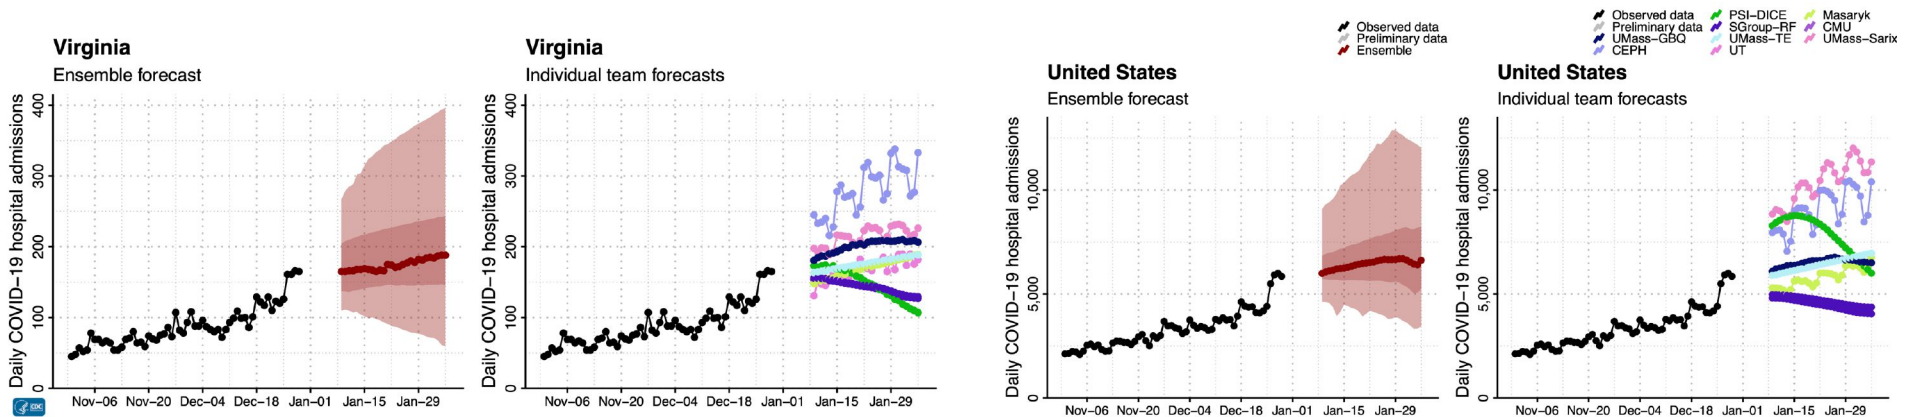 Virginia
Ensemble forecast
Daily COVID−19 hospital admissions
400
300
200
100
0
Nov−06 Nov−20 Dec−04 Dec−18 Jan−01 Jan−15 Jan−29
CDC
Virginia
Individual team forecasts
Daily COVID−19 hospital admissions
400
300
200
100
0
Nov−06 Nov−20 Dec−04 Dec−18 Jan−01 Jan−15 Jan−29
Observed data
Preliminary data
Ensemble
United States
Ensemble forecast
Daily COVID−19 hospital admissions
10,000
5,000
0
Nov−06 Nov−20 Dec−04 Dec−18 Jan−01 Jan−15 Jan−29
Observed data PSI−DICE Masaryk
Preliminary data SGroup−RF CMU
UMass−GBQ UMass−TE UMass−Sarix
CEPH UT
United States
Individual team forecasts
Daily COVID−19 hospital admissions
10,000
5,000
0
Nov−06 Nov−20 Dec−04 Dec−18 Jan−01 Jan−15 Jan−29